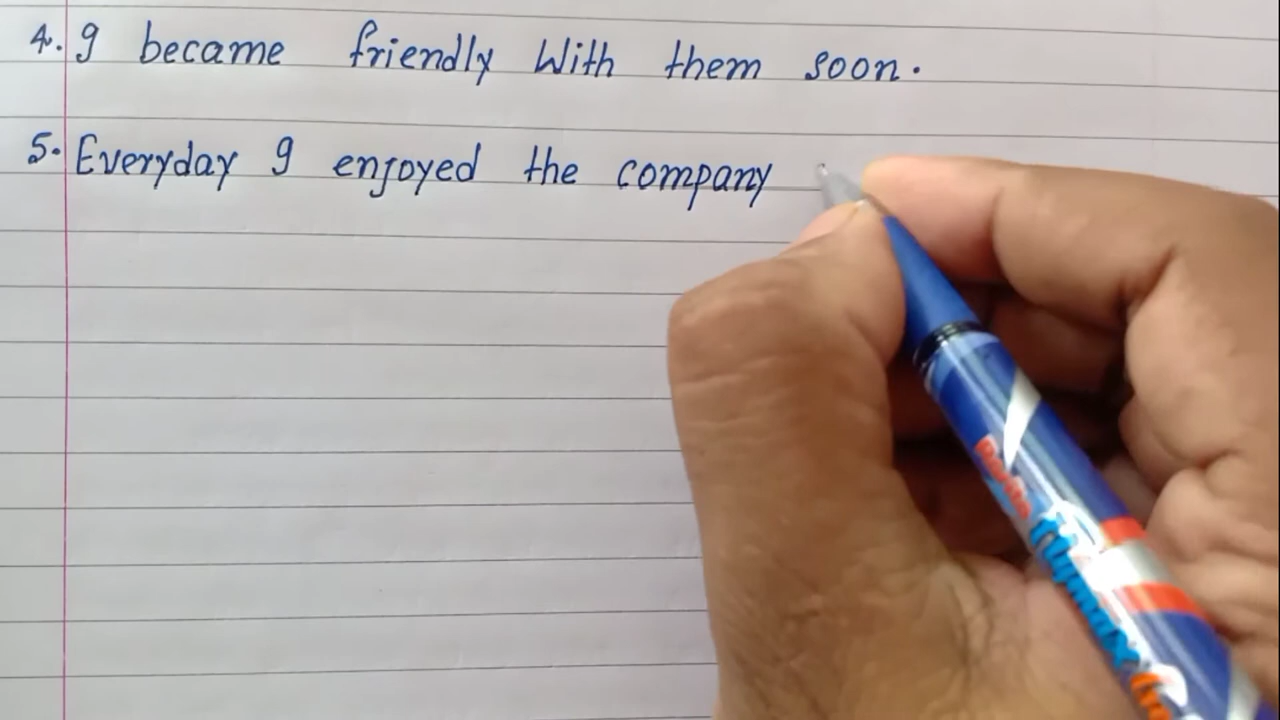 4. I became friendly With them soon.
5. Everyday I enjoyed the company